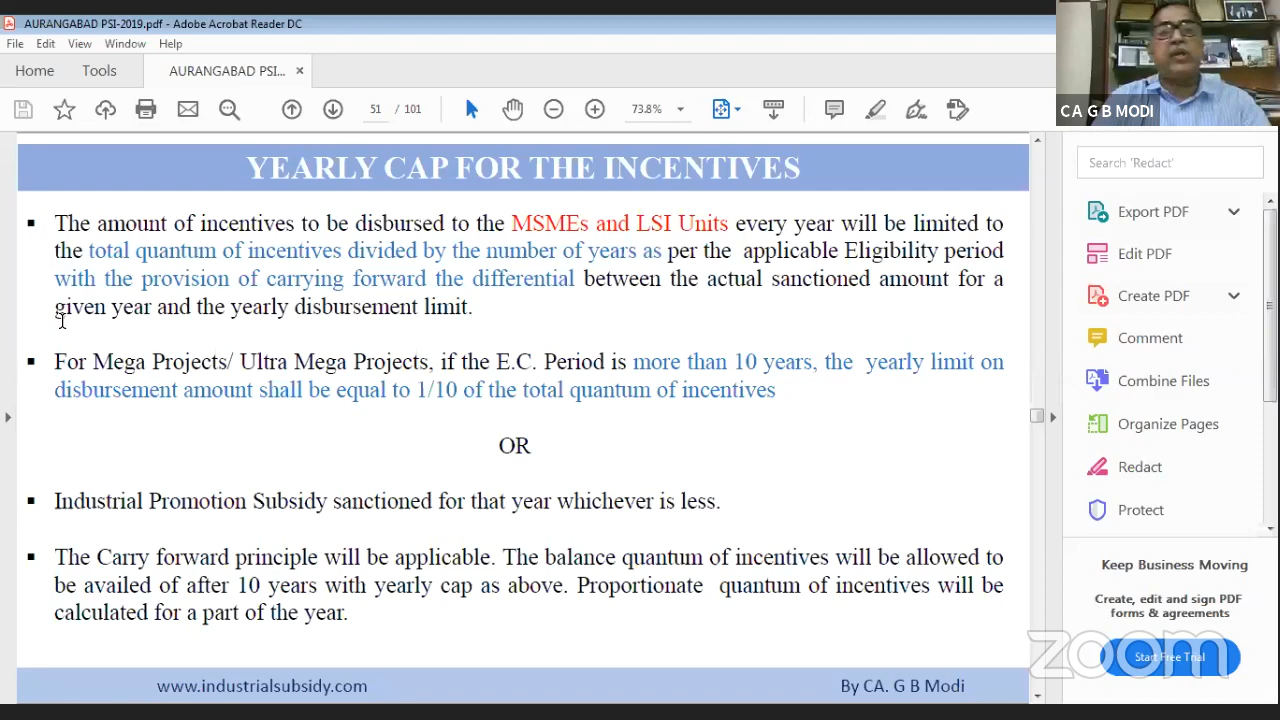 AURANGABAD PSI-2019.pdf - Adobe Acrobat Reader DC
File Edit View Window Help
Home Tools AURANGABAD PSI... ×
51 / 101 73.8%
CA G B MODI
YEARLY CAP FOR THE INCENTIVES
▪ The amount of incentives to be disbursed to the MSMEs and LSI Units every year will be limited to
the total quantum of incentives divided by the number of years as per the applicable Eligibility period
with the provision of carrying forward the differential between the actual sanctioned amount for a
given year and the yearly disbursement limit.
▪ For Mega Projects/ Ultra Mega Projects, if the E.C. Period is more than 10 years, the yearly limit on
disbursement amount shall be equal to 1/10 of the total quantum of incentives
OR
▪ Industrial Promotion Subsidy sanctioned for that year whichever is less.
▪ The Carry forward principle will be applicable. The balance quantum of incentives will be allowed to
be availed of after 10 years with yearly cap as above. Proportionate quantum of incentives will be
calculated for a part of the year.
www.industrialsubsidy.com By CA. G B Modi
Search 'Redact'
Export PDF
Edit PDF
Create PDF
Comment
Combine Files
Organize Pages
Redact
Protect
Keep Business Moving
Create, edit and sign PDF
forms & agreements
Start Free Trial
zoom